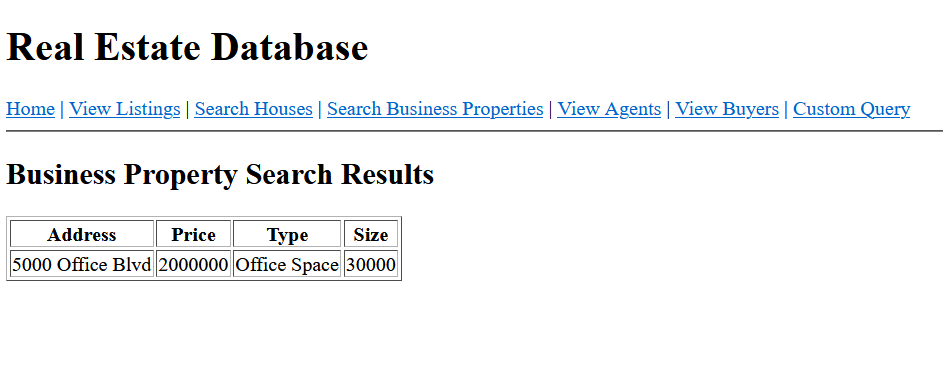 Real Estate Database
Home | View Listings | Search Houses | Search Business Properties | View Agents | View Buyers | Custom Query
Business Property Search Results
Address Price Type Size
5000 Office Blvd 2000000 Office Space 30000